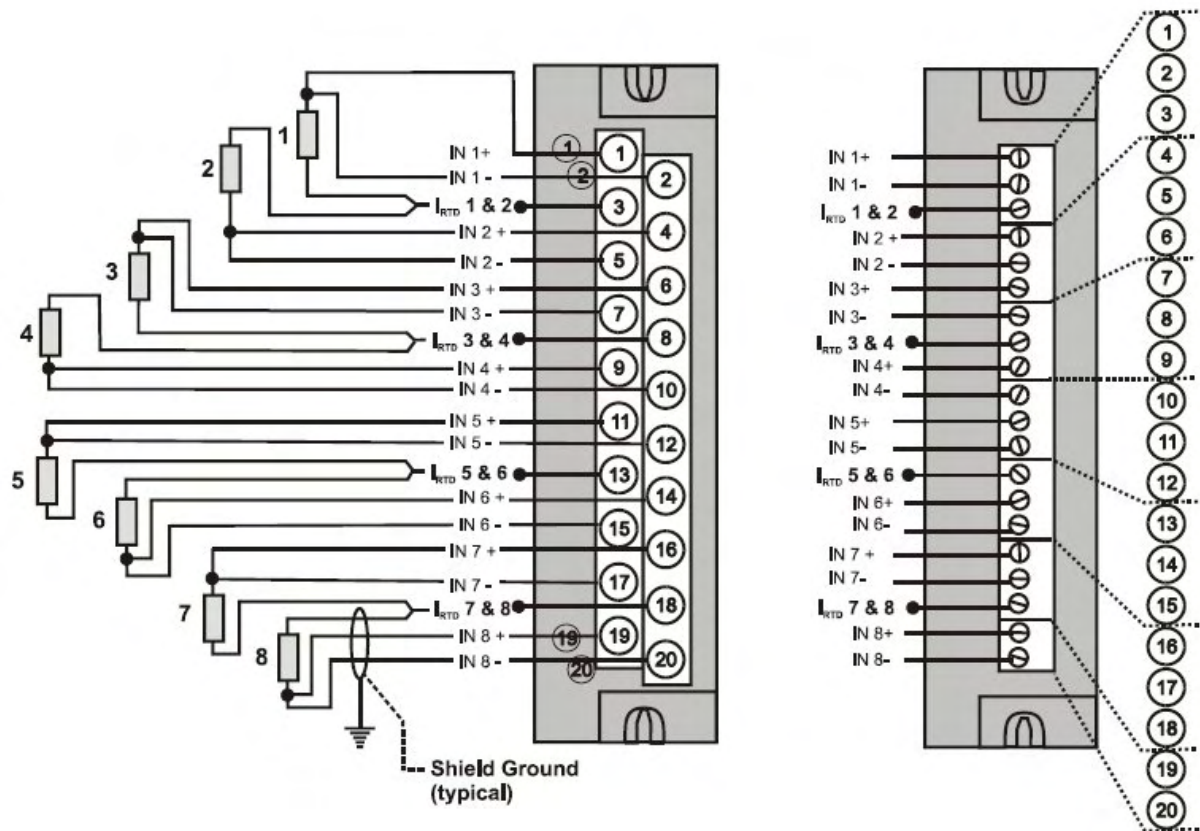 1
2
3
4
5
6
7
8
IN 1+
IN 1-
IRTD 1 & 2
IN 2 +
IN 2 -
IN 3 +
IN 3-
IRTD 3 & 4
IN 4 +
IN 4-
IN 5 +
IN 5-
IRTD 5 & 6
IN 6 +
IN 6 -
IN 7 +
IN 7 -
IRTD 7 & 8
IN 8 +
IN 8-
1
2
19
20
1
2
3
4
5
6
7
8
9
10
11
12
13
14
15
16
17
18
19
20
Shield Ground
(typical)
IN 1+
IN 1-
IRTD 1 & 2
IN 2 +
IN 2 -
IN 3+
IN 3-
IRTD 3 & 4
IN 4+
IN 4-
IN 5+
IN 5-
IRTD 5 & 6
IN 6+
IN 6-
IN 7 +
IN 7-
IRTD 7 & 8
IN 8+
IN 8-
1
2
3
4
5
6
7
8
9
10
11
12
13
14
15
16
17
18
19
20